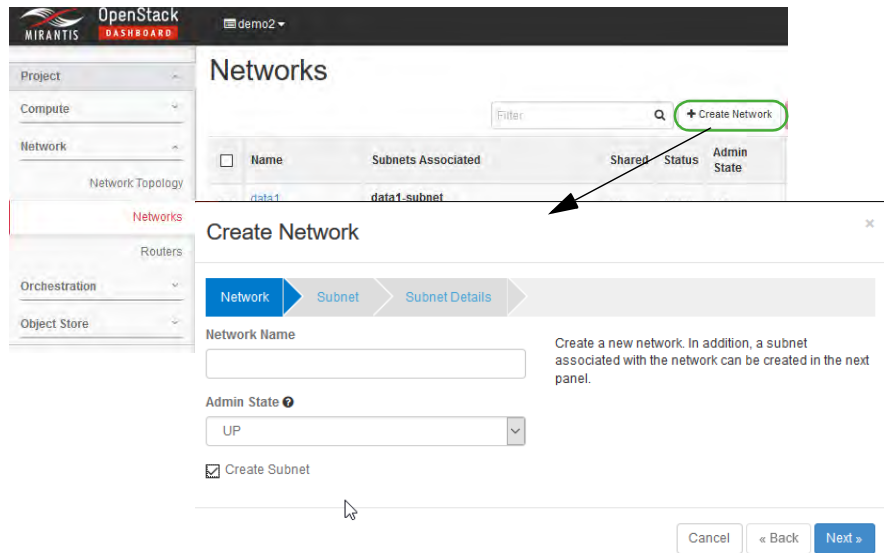 MIRANTIS
OpenStack
DASHBOARD
demo2
Project
Compute
Network
Network Topology
Networks
Routers
Orchestration
Object Store
Networks
Filter
+ Create Network
Name Subnets Associated Shared Status Admin State
data1 data1-subnet
Create Network
×
Network Subnet Subnet Details
Network Name
Create a new network. In addition, a subnet
associated with the network can be created in the next
panel.
Admin State
UP
Create Subnet
Cancel « Back Next »